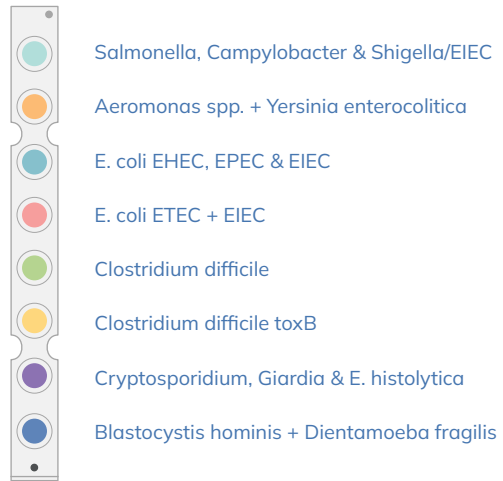 Salmonella, Campylobacter & Shigella/EIEC
Aeromonas spp. + Yersinia enterocolitica
E. coli EHEC, EPEC & EIEC
E. coli ETEC + EIEC
Clostridium difficile
Clostridium difficile toxB
Cryptosporidium, Giardia & E. histolytica
Blastocystis hominis + Dientamoeba fragilis